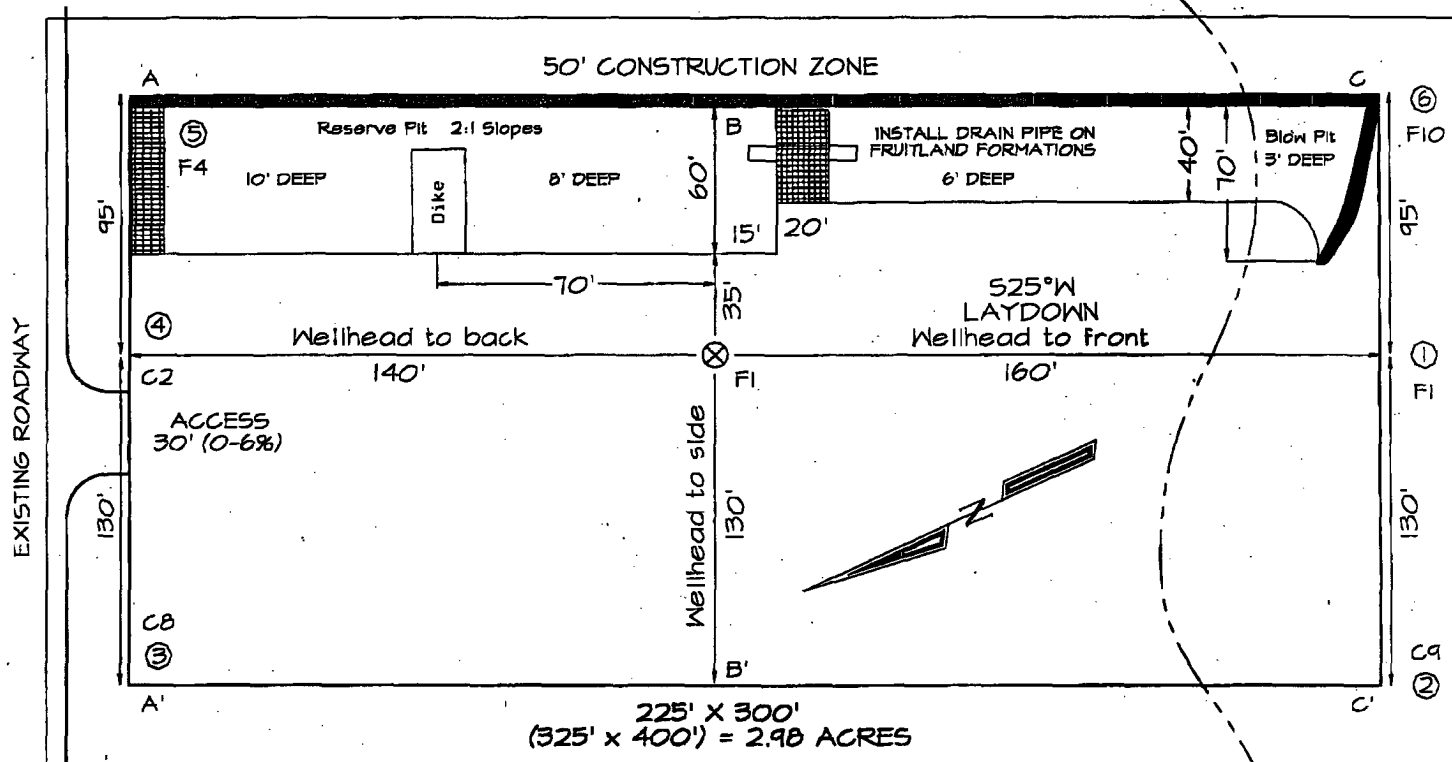 50' CONSTRUCTION ZONE
A
C
⑥
F10
⑤
F4
Reserve Pit 2:1 Slopes
B
INSTALL DRAIN PIPE ON
FRUITLAND FORMATIONS
Blow Pit
3' DEEP
10' DEEP
Dike
8' DEEP
60'
6' DEEP
40'
70'
95'
95'
15'
20'
70'
35'
S25°W
LAYDOWN
④
Wellhead to back
Wellhead to front
①
C2
140'
F1
160'
F1
EXISTING ROADWAY
ACCESS
30' (0-6%)
130'
Wellhead to side
130'
N
130'
C8
③
C9
②
A'
B'
C'
225' X 300'
(325' x 400') = 2.98 ACRES